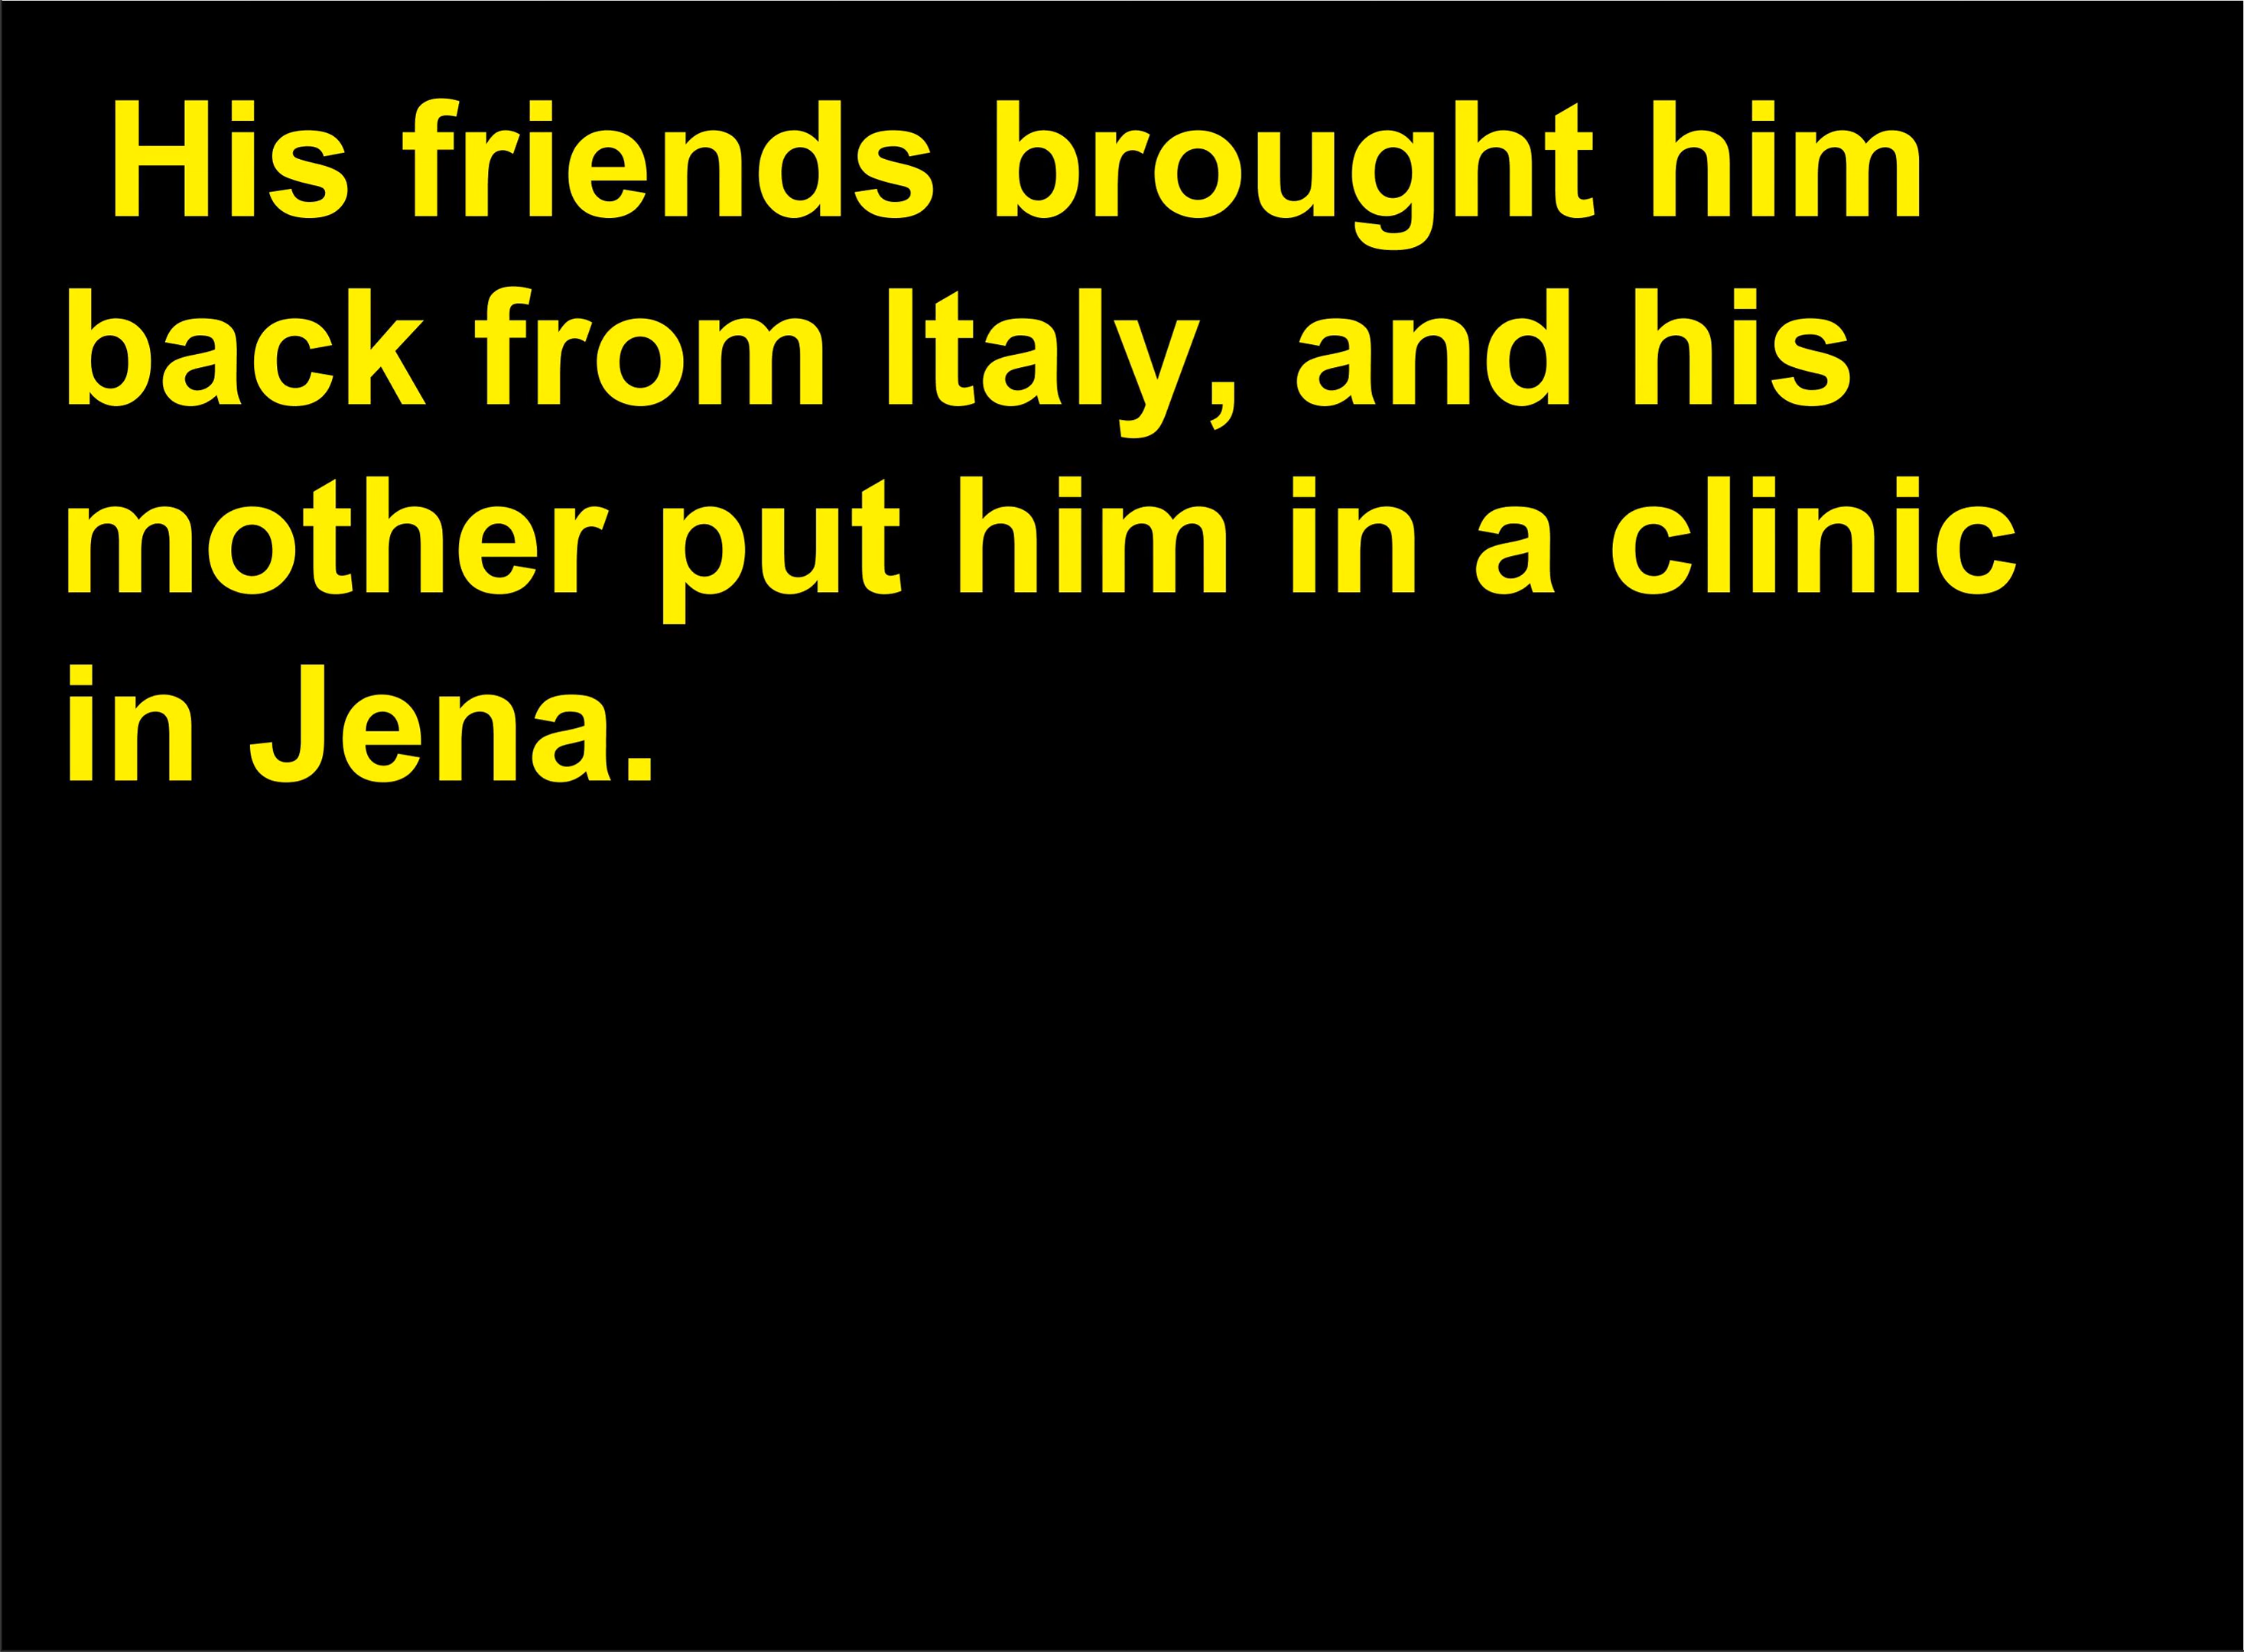 His friends brought him
back from Italy, and his
mother put him in a clinic
in Jena.